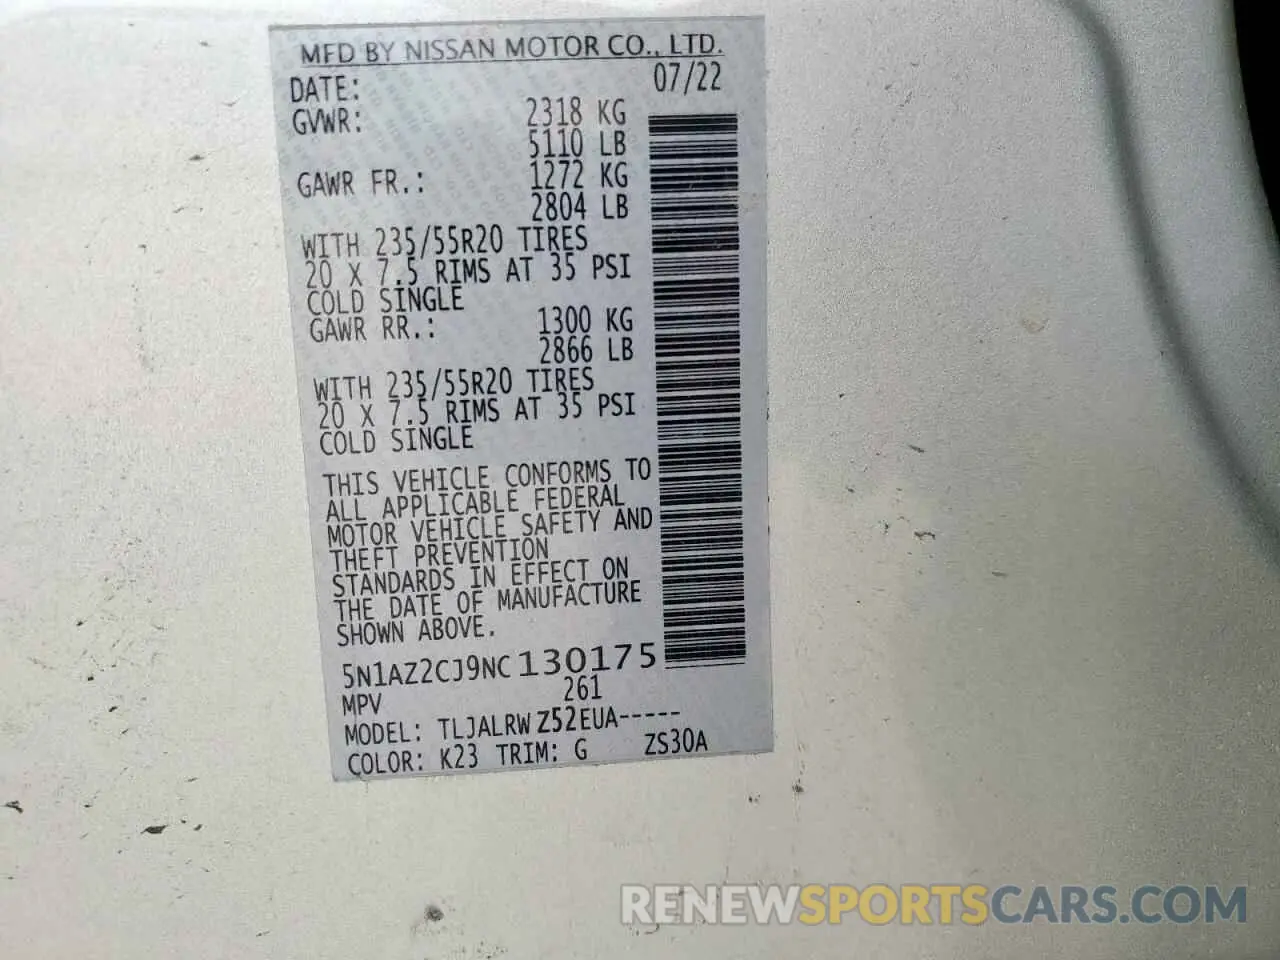 MFD BY NISSAN MOTOR CO., LTD.
DATE: 07/22
GVWR: 2318 KG
5110 LB
GAWR FR.: 1272 KG
2804 LB
WITH 235/55R20 TIRES
20 X 7.5 RIMS AT 35 PSI
COLD SINGLE
GAWR RR.: 1300 KG
2866 LB
WITH 235/55R20 TIRES
20 X 7.5 RIMS AT 35 PSI
COLD SINGLE
THIS VEHICLE CONFORMS TO
ALL APPLICABLE FEDERAL
MOTOR VEHICLE SAFETY AND
THEFT PREVENTION
STANDARDS IN EFFECT ON
THE DATE OF MANUFACTURE
SHOWN ABOVE.
5N1AZ2CJ9NC130175
MPV 261
MODEL: TLJALRWZ52EUA-----
COLOR: K23 TRIM: G ZS30A
RENEWSPORTSCARS.COM